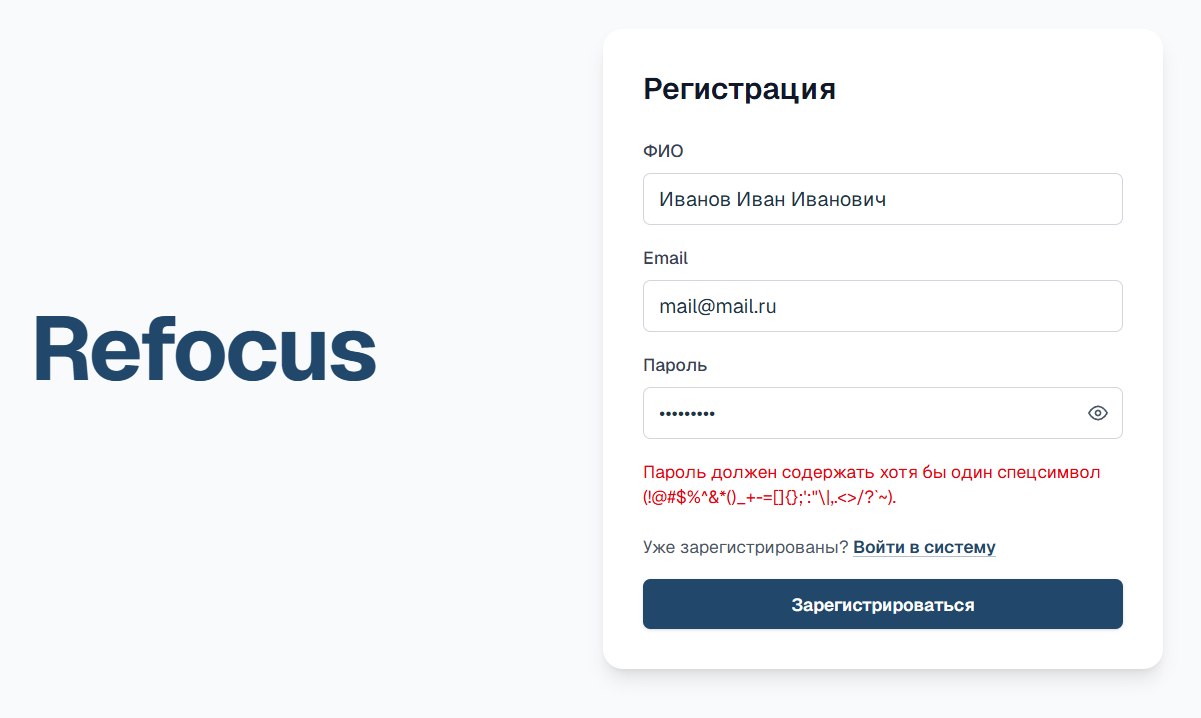 Refocus
Регистрация
ФИО
Иванов Иван Иванович
Email
mail@mail.ru
Пароль
•••••••••
Пароль должен содержать хотя бы один спецсимвол
(!@#$%^&*()_+-=[]{};':"\|,.<>/?`~).
Уже зарегистрированы? Войти в систему
Зарегистрироваться